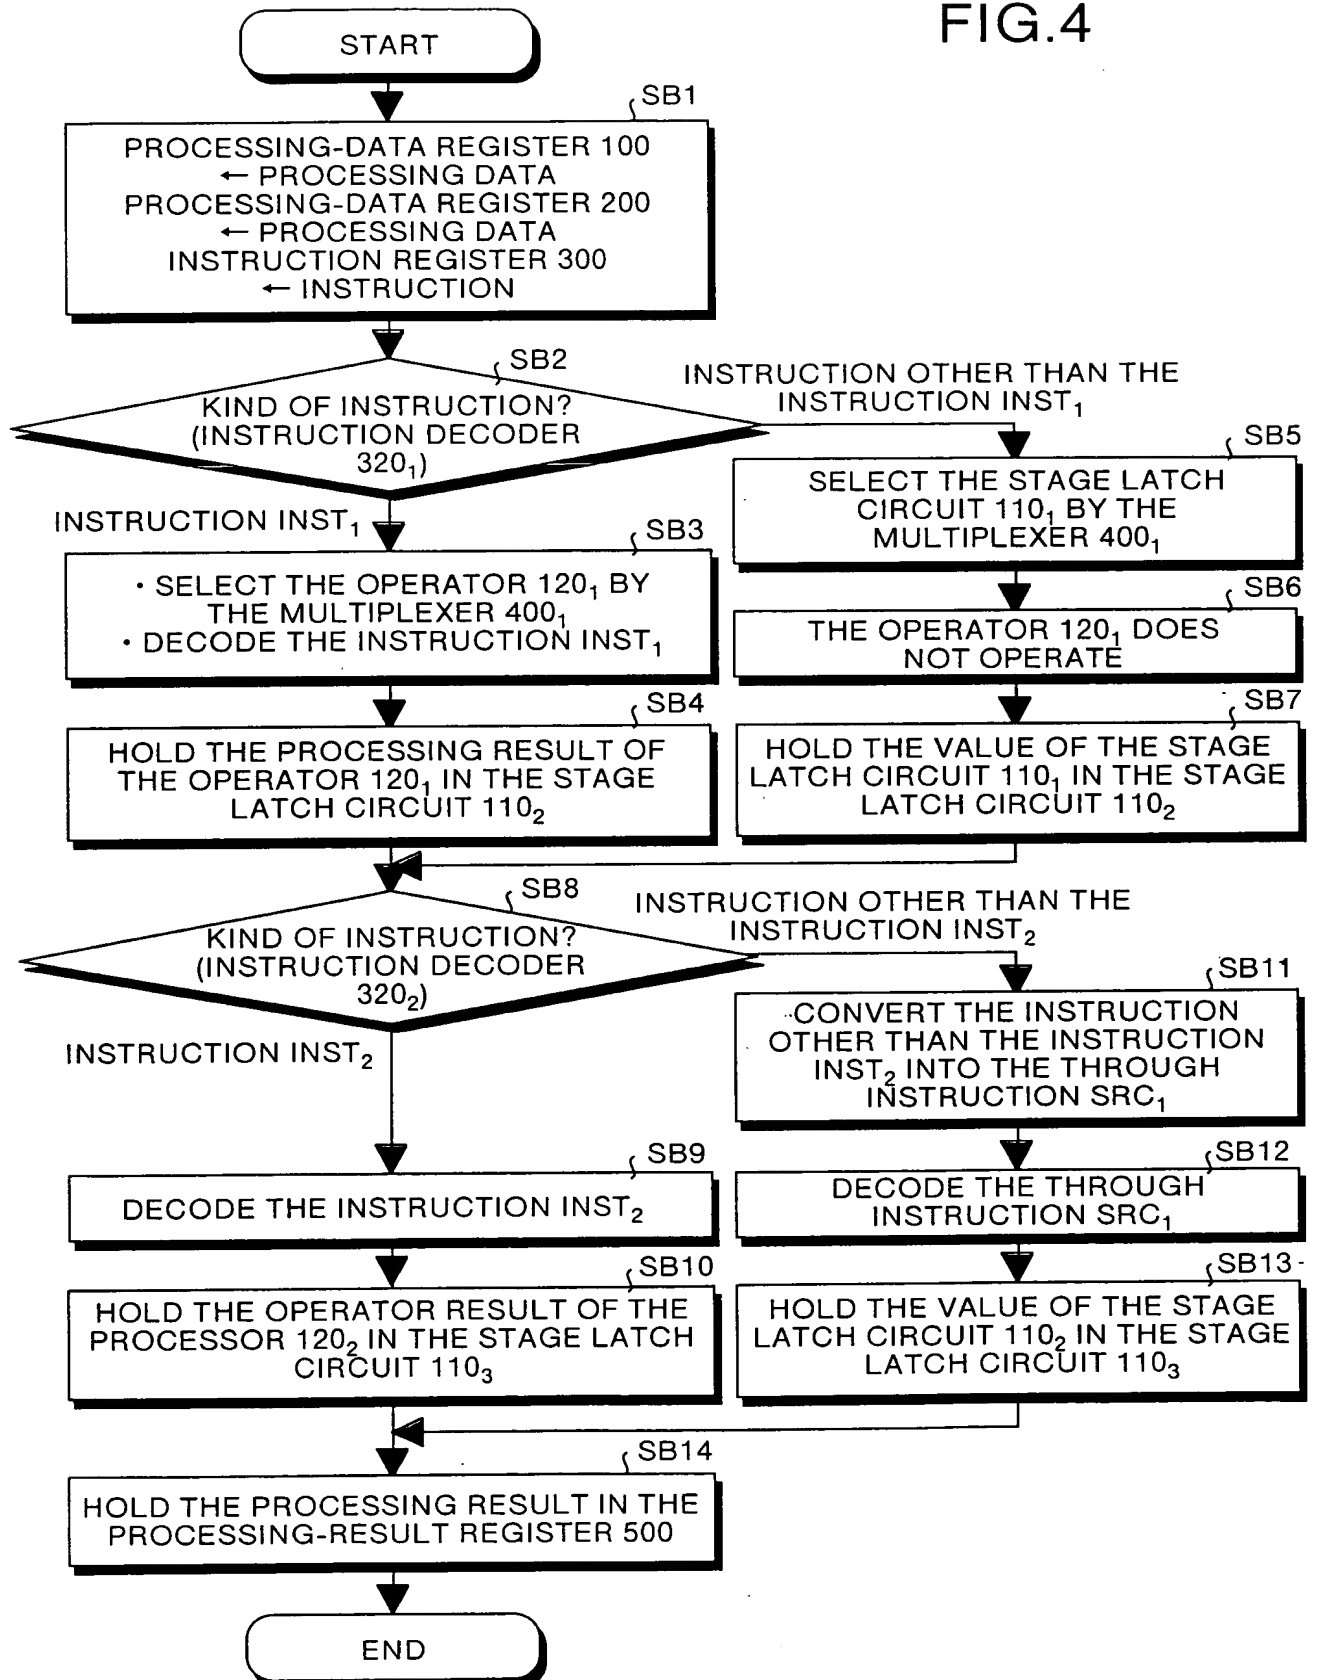 FIG.4
START
SB1
PROCESSING-DATA REGISTER 100
← PROCESSING DATA
PROCESSING-DATA REGISTER 200
← PROCESSING DATA
INSTRUCTION REGISTER 300
← INSTRUCTION
SB2
KIND OF INSTRUCTION?
(INSTRUCTION DECODER
320₁)
INSTRUCTION OTHER THAN THE
INSTRUCTION INST₁
INSTRUCTION INST₁
SB3
· SELECT THE OPERATOR 120₁ BY
THE MULTIPLEXER 400₁
· DECODE THE INSTRUCTION INST₁
SB4
HOLD THE PROCESSING RESULT OF
THE OPERATOR 120₁ IN THE STAGE
LATCH CIRCUIT 110₂
SB5
SELECT THE STAGE LATCH
CIRCUIT 110₁ BY THE
MULTIPLEXER 400₁
SB6
THE OPERATOR 120₁ DOES
NOT OPERATE
SB7
HOLD THE VALUE OF THE STAGE
LATCH CIRCUIT 110₁ IN THE STAGE
LATCH CIRCUIT 110₂
SB8
KIND OF INSTRUCTION?
(INSTRUCTION DECODER
320₂)
INSTRUCTION OTHER THAN THE
INSTRUCTION INST₂
INSTRUCTION INST₂
SB9
DECODE THE INSTRUCTION INST₂
SB10
HOLD THE OPERATOR RESULT OF THE
PROCESSOR 120₂ IN THE STAGE LATCH
CIRCUIT 110₃
SB11
CONVERT THE INSTRUCTION
OTHER THAN THE INSTRUCTION
INST₂ INTO THE THROUGH
INSTRUCTION SRC₁
SB12
DECODE THE THROUGH
INSTRUCTION SRC₁
SB13
HOLD THE VALUE OF THE STAGE
LATCH CIRCUIT 110₂ IN THE STAGE
LATCH CIRCUIT 110₃
SB14
HOLD THE PROCESSING RESULT IN THE
PROCESSING-RESULT REGISTER 500
END